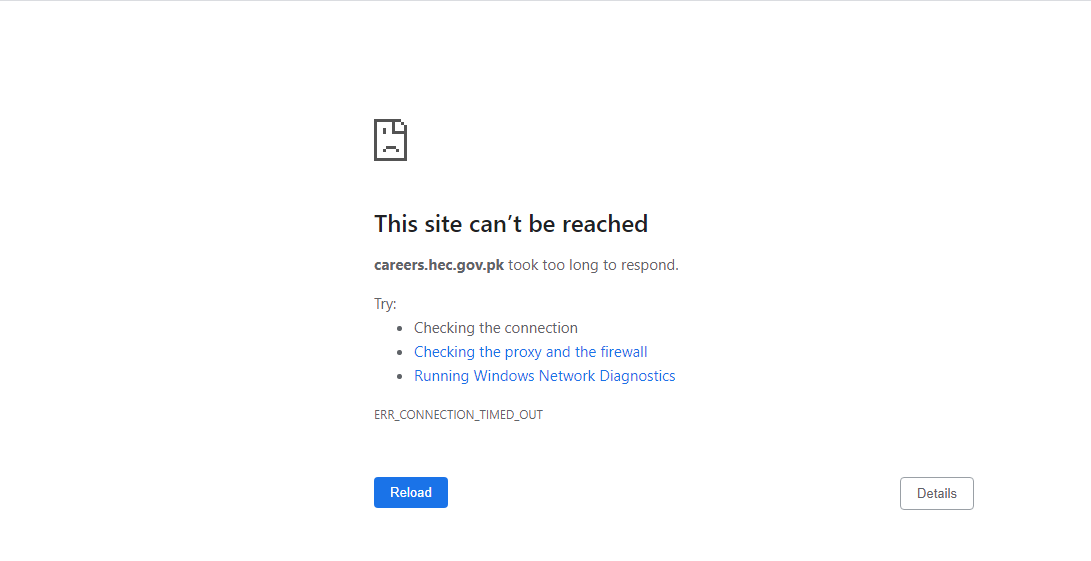 This site can’t be reached
careers.hec.gov.pk took too long to respond.
Try:
• Checking the connection
• Checking the proxy and the firewall
• Running Windows Network Diagnostics
ERR_CONNECTION_TIMED_OUT
Reload
Details